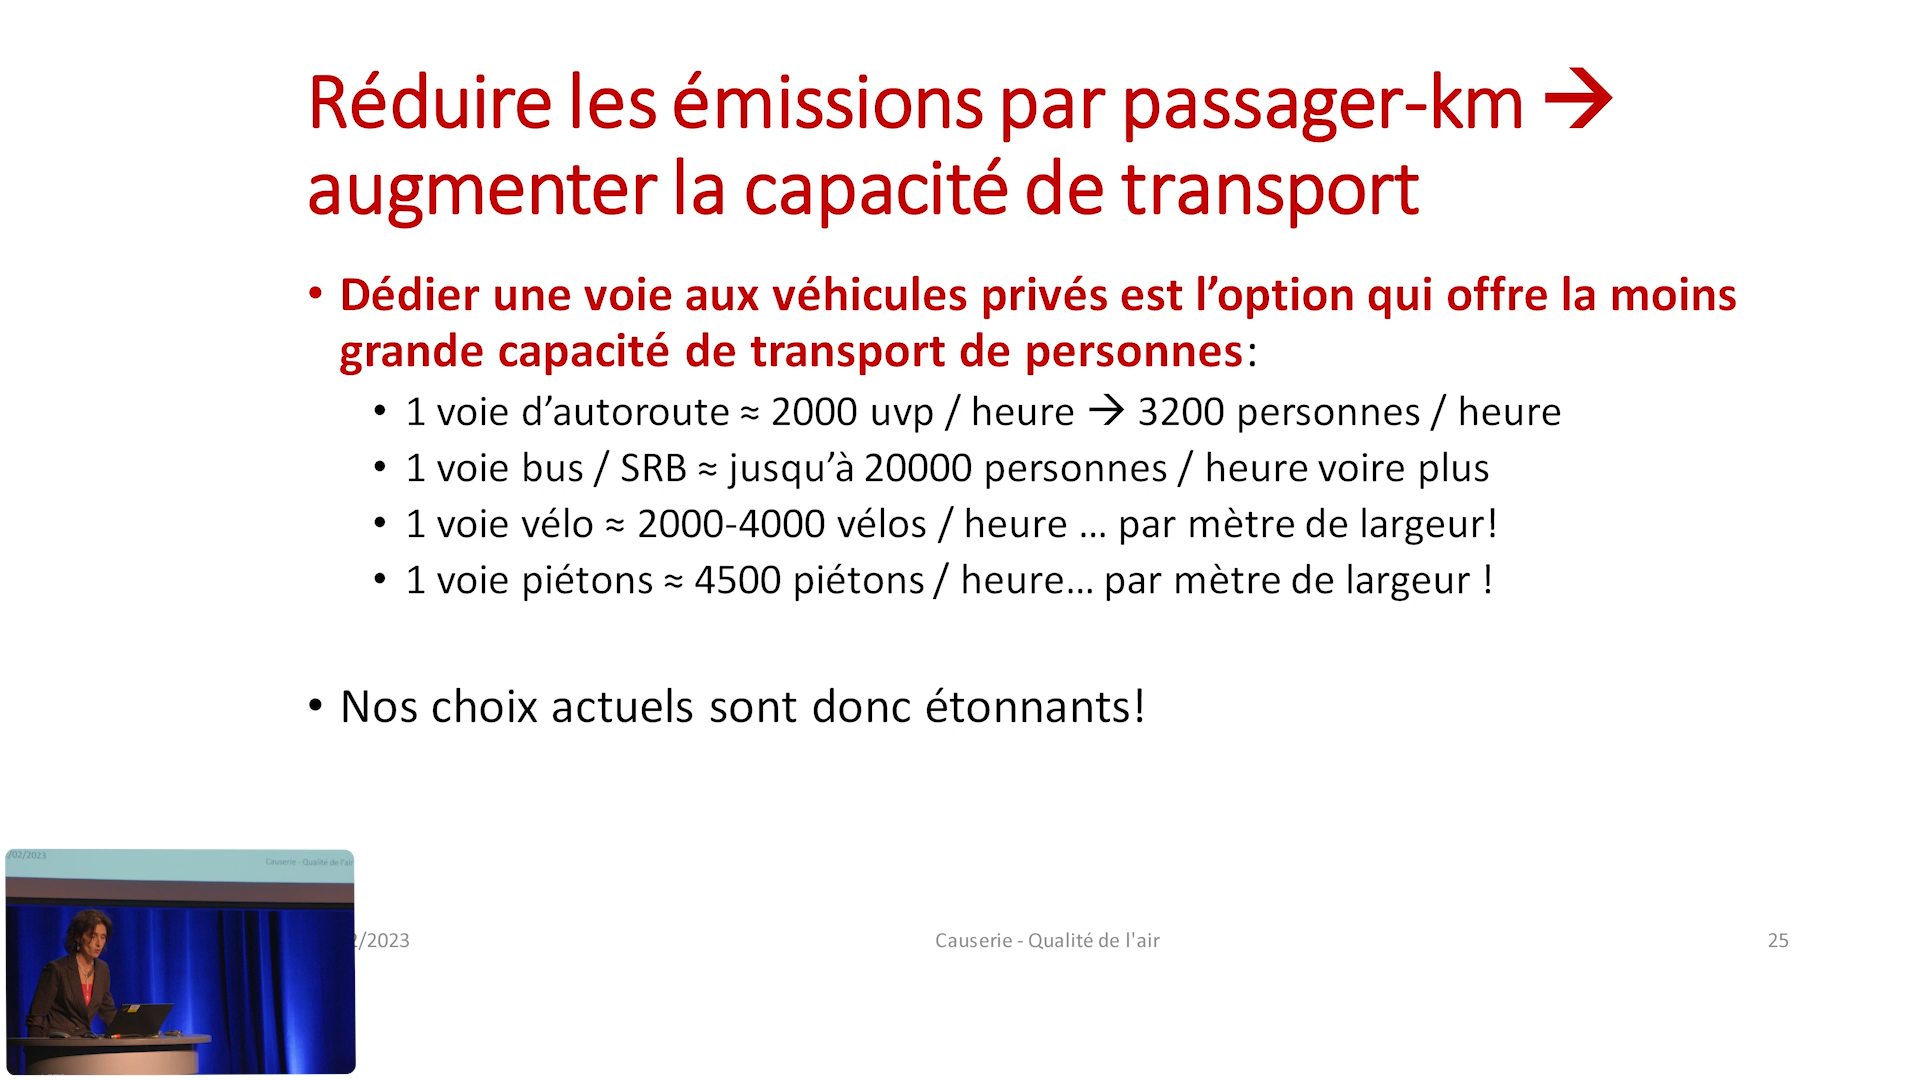 Réduire les émissions par passager-km →
augmenter la capacité de transport
• Dédier une voie aux véhicules privés est l’option qui offre la moins
grande capacité de transport de personnes:
• 1 voie d’autoroute ≈ 2000 uvp / heure → 3200 personnes / heure
• 1 voie bus / SRB ≈ jusqu’à 20000 personnes / heure voire plus
• 1 voie vélo ≈ 2000-4000 vélos / heure … par mètre de largeur!
• 1 voie piétons ≈ 4500 piétons / heure… par mètre de largeur !
• Nos choix actuels sont donc étonnants!
/02/2023
Causerie - Qualité de l'air
2/2023
Causerie - Qualité de l'air
25